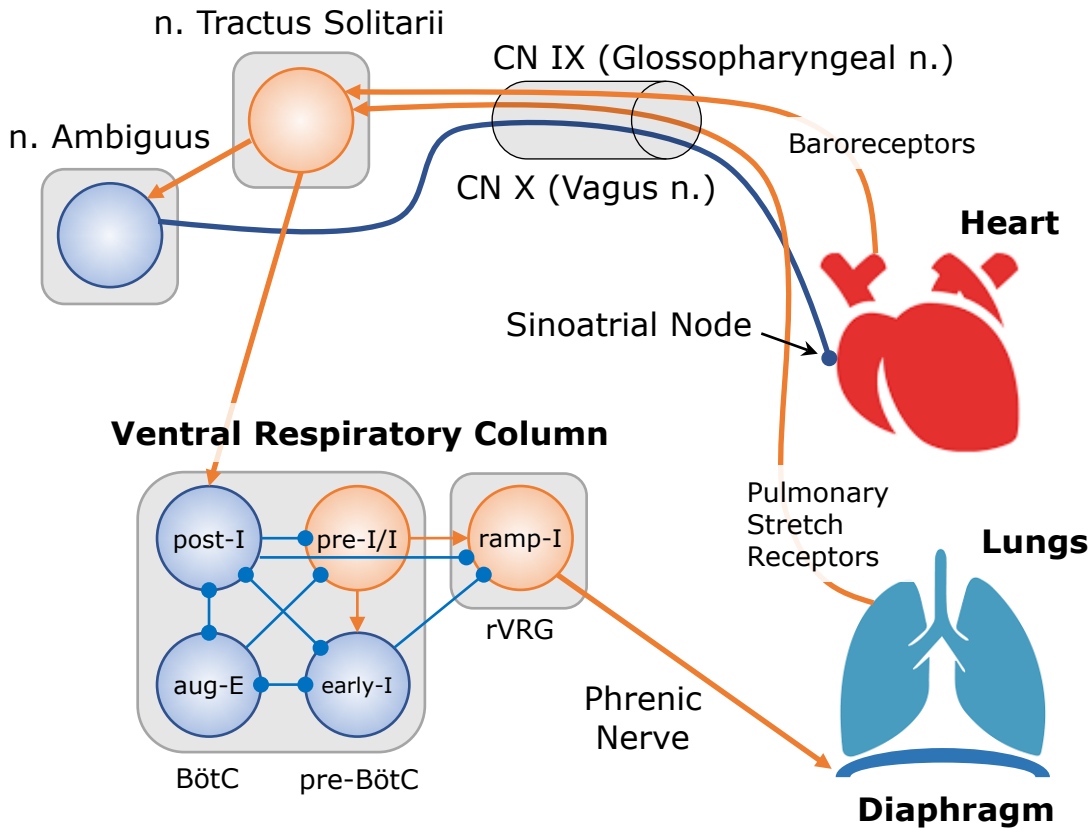 n. Tractus Solitarii
CN IX (Glossopharyngeal n.)
n. Ambiguus
Baroreceptors
CN X (Vagus n.)
Heart
Sinoatrial Node
Ventral Respiratory Column
Pulmonary
Stretch
Receptors
Lungs
post-I
pre-I/I
ramp-I
rVRG
aug-E
early-I
Phrenic
Nerve
BötC
pre-BötC
Diaphragm